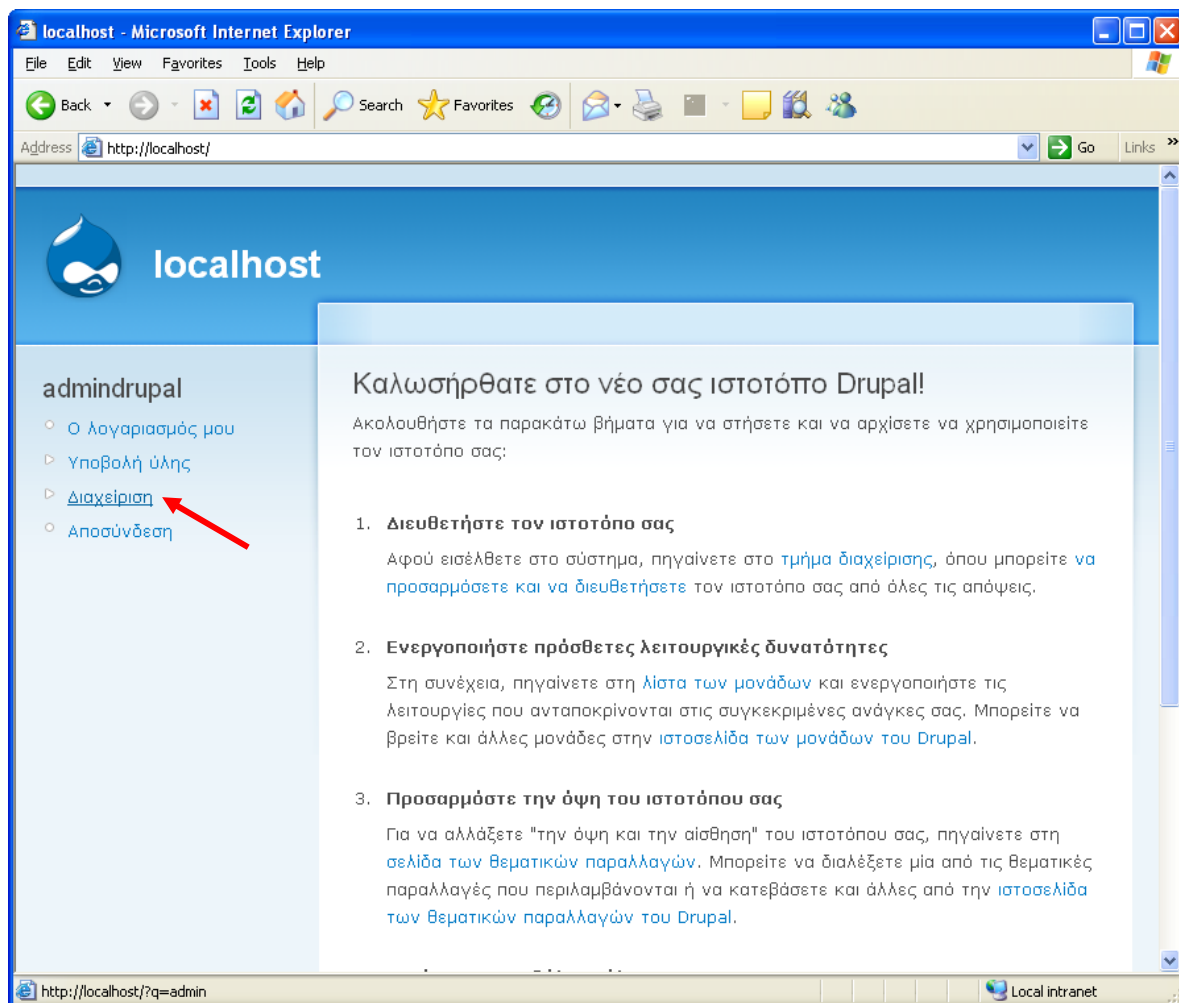 localhost - Microsoft Internet Explorer
File Edit View Favorites Tools Help
Back Search Favorites
Address http://localhost/ Go Links »
localhost
admindrupal
Ο λογαριασμός μου
Υποβολή ύλης
Διαχείριση
Αποσύνδεση
Καλωσήρθατε στο νέο σας ιστοτόπο Drupal!
Ακολουθήστε τα παρακάτω βήματα για να στήσετε και να αρχίσετε να χρησιμοποιείτε
τον ιστοτόπο σας:
1. Διευθετήστε τον ιστοτόπο σας
Αφού εισέλθετε στο σύστημα, πηγαίνετε στο τμήμα διαχείρισης, όπου μπορείτε να
προσαρμόσετε και να διευθετήσετε τον ιστοτόπο σας από όλες τις απόψεις.
2. Ενεργοποιήστε πρόσθετες λειτουργικές δυνατότητες
Στη συνέχεια, πηγαίνετε στη λίστα των μονάδων και ενεργοποιήστε τις
λειτουργίες που ανταποκρίνονται στις συγκεκριμένες ανάγκες σας. Μπορείτε να
βρείτε και άλλες μονάδες στην ιστοσελίδα των μονάδων του Drupal.
3. Προσαρμόστε την όψη του ιστοτόπου σας
Για να αλλάξετε "την όψη και την αίσθηση" του ιστοτόπου σας, πηγαίνετε στη
σελίδα των θεματικών παραλλαγών. Μπορείτε να διαλέξετε μία από τις θεματικές
παραλλαγές που περιλαμβάνονται ή να κατεβάσετε και άλλες από την ιστοσελίδα
των θεματικών παραλλαγών του Drupal.
http://localhost/?q=admin Local intranet